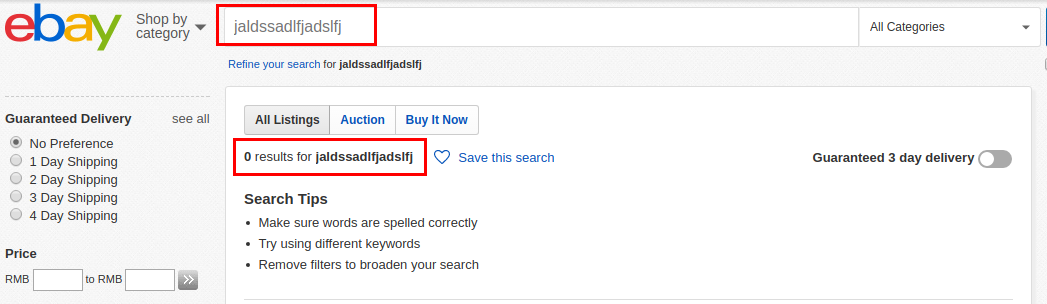 ebay
Shop by
category
jaldssadlfjadslfj
All Categories
Refine your search for jaldssadlfjadslfj
Guaranteed Delivery see all
No Preference
1 Day Shipping
2 Day Shipping
3 Day Shipping
4 Day Shipping
Price
RMB to RMB
All Listings Auction Buy It Now
0 results for jaldssadlfjadslfj Save this search Guaranteed 3 day delivery
Search Tips
• Make sure words are spelled correctly
• Try using different keywords
• Remove filters to broaden your search